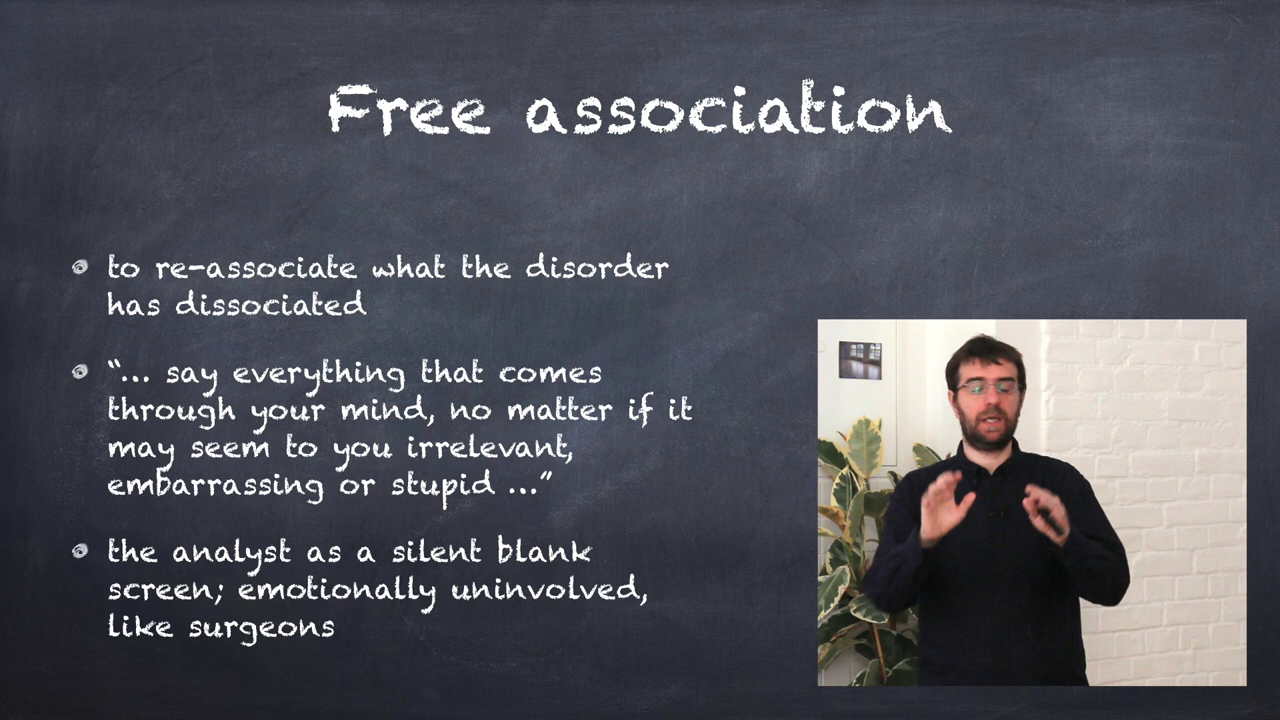 Free association
to re-associate what the disorder
has dissociated
“... say everything that comes
through your mind, no matter if it
may seem to you irrelevant,
embarrassing or stupid ...”
the analyst as a silent blank
screen; emotionally uninvolved,
like surgeons